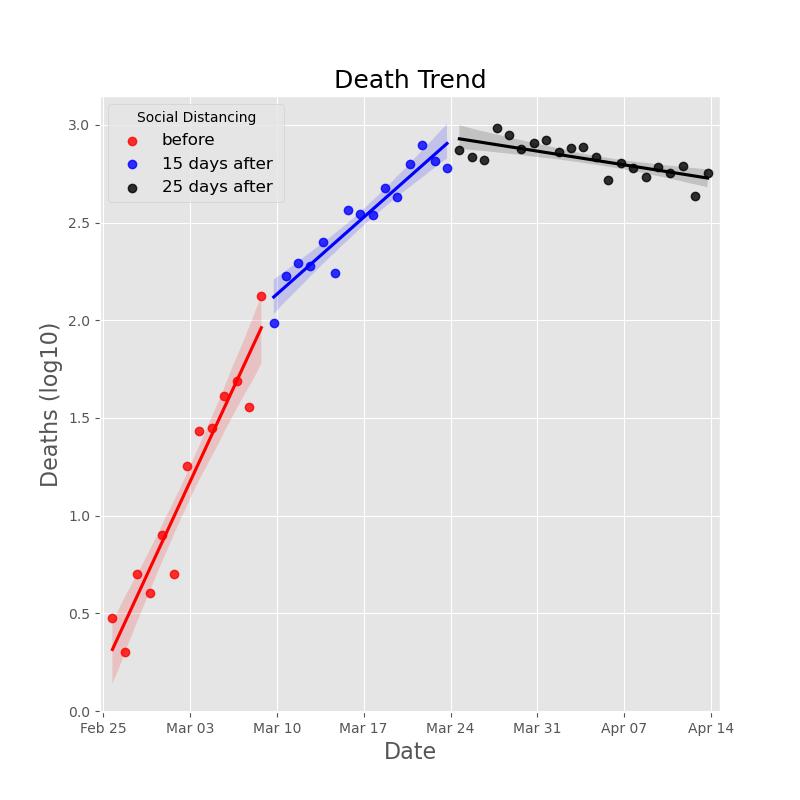 Death Trend
Social Distancing
before
15 days after
25 days after
Deaths (log10)
3.0
2.5
2.0
1.5
1.0
0.5
0.0
Feb 25 Mar 03 Mar 10 Mar 17 Mar 24 Mar 31 Apr 07 Apr 14
Date